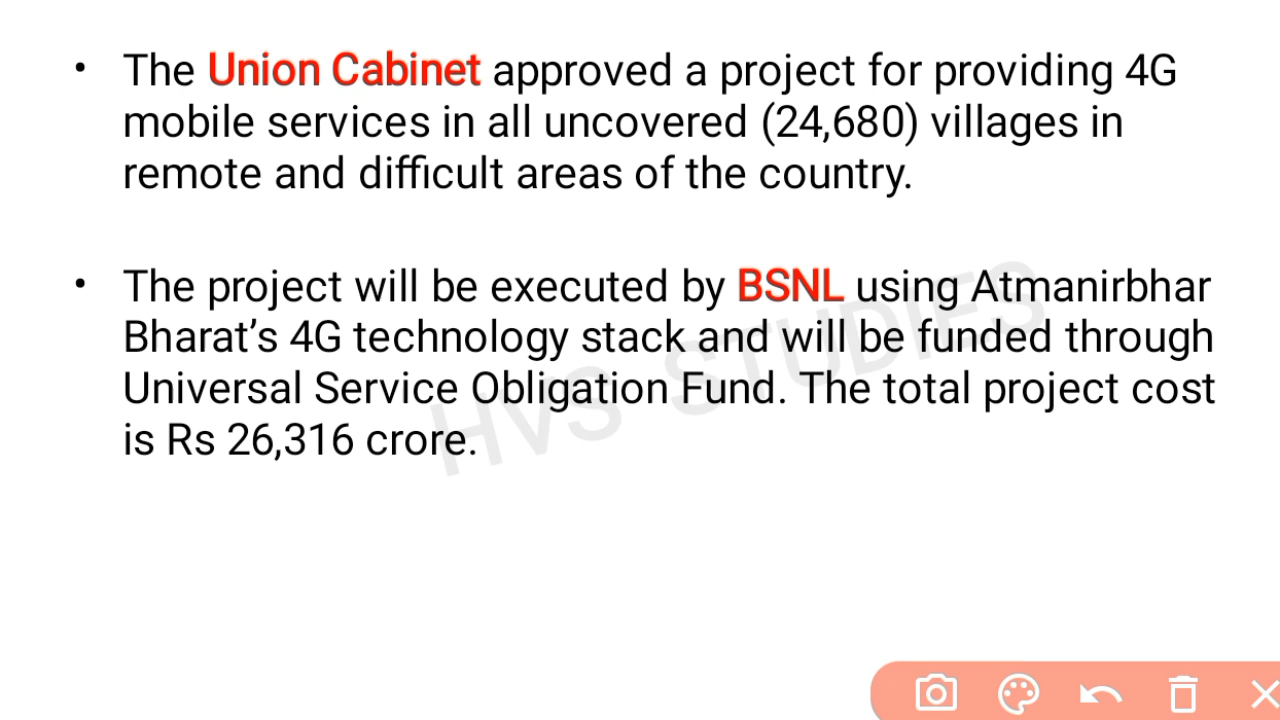 • The Union Cabinet approved a project for providing 4G
mobile services in all uncovered (24,680) villages in
remote and difficult areas of the country.
• The project will be executed by BSNL using Atmanirbhar
Bharat’s 4G technology stack and will be funded through
Universal Service Obligation Fund. The total project cost
is Rs 26,316 crore.
HVS STUDIES